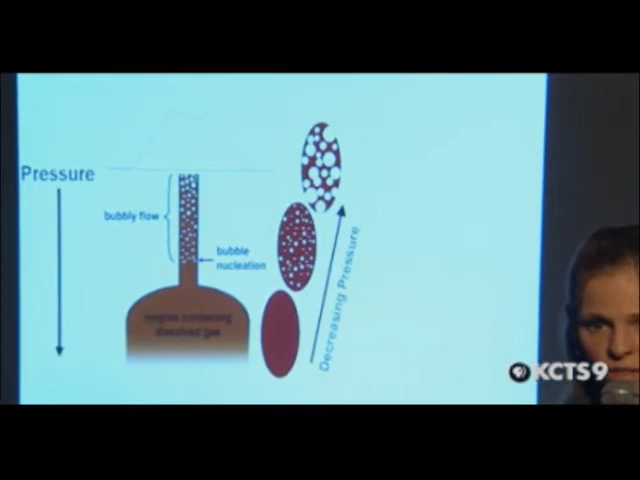 Pressure
bubbly flow
bubble
nucleation
magma containing
dissolved gas
Decreasing Pressure
KCTS9